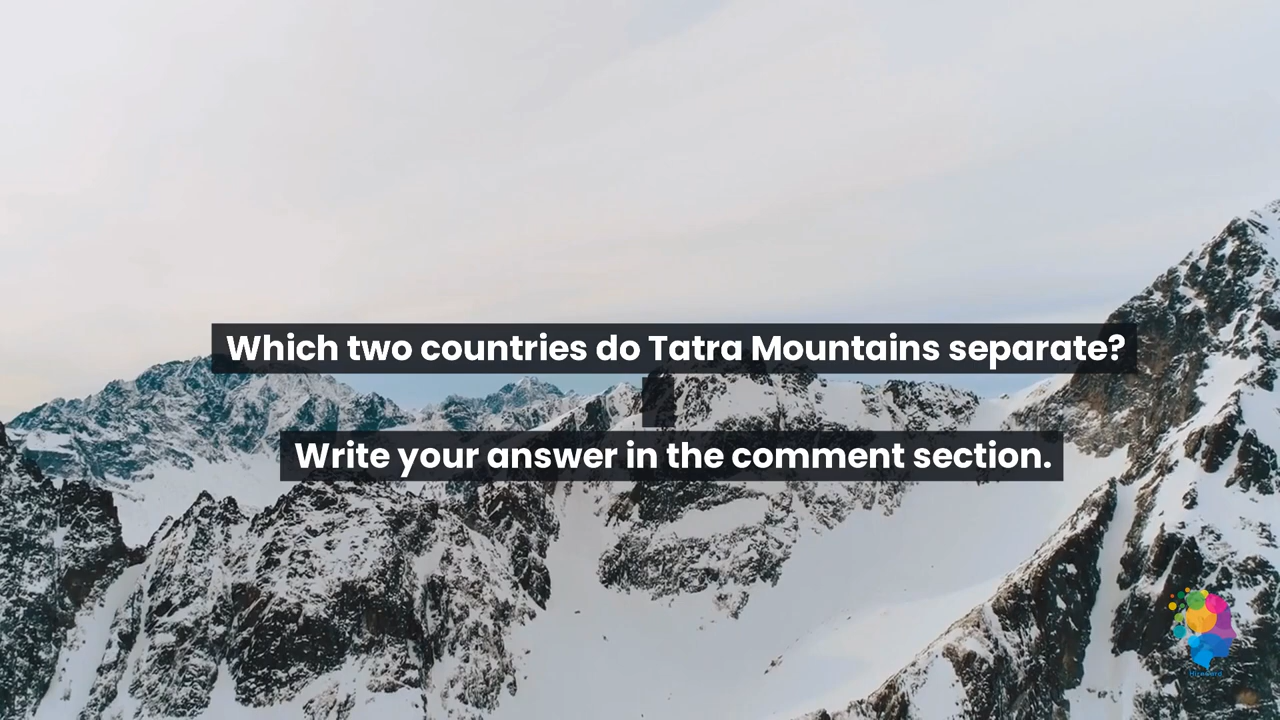 Which two countries do Tatra Mountains separate?
Write your answer in the comment section.